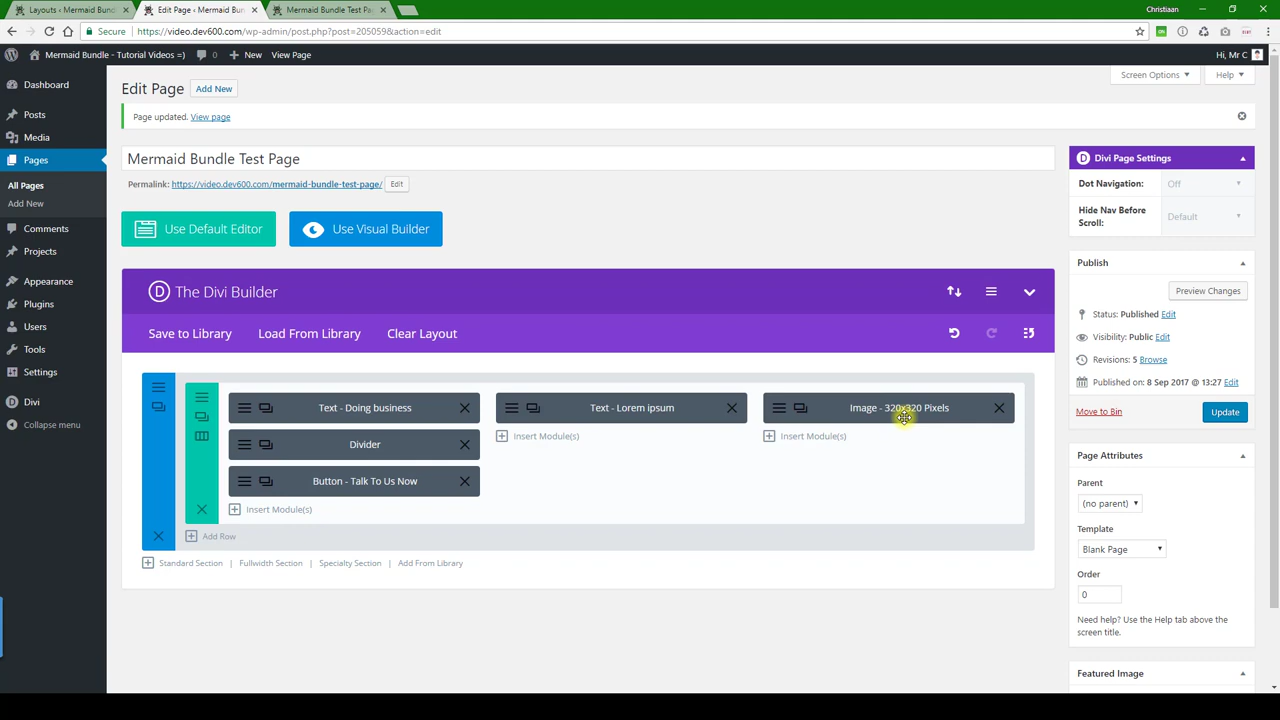 Layouts ‹ Mermaid Bund
Edit Page ‹ Mermaid Bun
Mermaid Bundle Test Pa
Christiaan
Secure
https://video.dev600.com/wp-admin/post.php?post=205059&action=edit
Mermaid Bundle - Tutorial Videos =)
0
New
View Page
Hi, Mr C
Dashboard
Posts
Media
Pages
All Pages
Add New
Comments
Projects
Appearance
Plugins
Users
Tools
Settings
Divi
Collapse menu
Edit Page
Add New
Screen Options
Help
Page updated. View page
Mermaid Bundle Test Page
Permalink: https://video.dev600.com/mermaid-bundle-test-page/
Edit
Use Default Editor
Use Visual Builder
D The Divi Builder
Save to Library
Load From Library
Clear Layout
Text - Doing business
Divider
Button - Talk To Us Now
Insert Module(s)
Text - Lorem ipsum
Insert Module(s)
Image - 320x320 Pixels
Insert Module(s)
Add Row
Standard Section | Fullwidth Section | Specialty Section | Add From Library
D Divi Page Settings
Dot Navigation:
Off
Hide Nav Before
Scroll:
Default
Publish
Preview Changes
Status: Published Edit
Visibility: Public Edit
Revisions: 5 Browse
Published on: 8 Sep 2017 @ 13:27 Edit
Move to Bin
Update
Page Attributes
Parent
(no parent)
Template
Blank Page
Order
0
Need help? Use the Help tab above the
screen title.
Featured Image